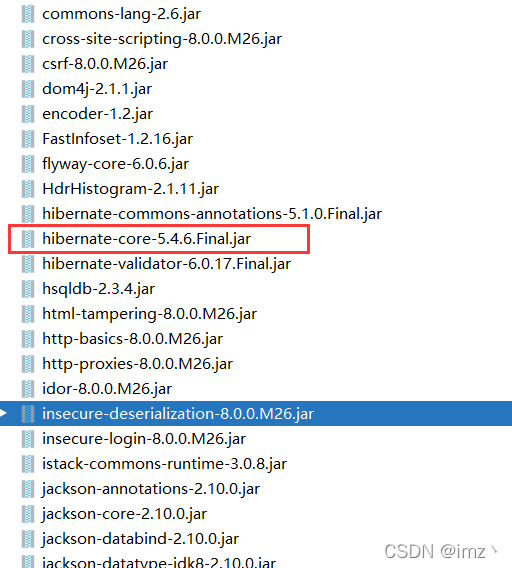 commons-lang-2.6.jar
cross-site-scripting-8.0.0.M26.jar
csrf-8.0.0.M26.jar
dom4j-2.1.1.jar
encoder-1.2.jar
FastInfoset-1.2.16.jar
flyway-core-6.0.6.jar
HdrHistogram-2.1.11.jar
hibernate-commons-annotations-5.1.0.Final.jar
hibernate-core-5.4.6.Final.jar
hibernate-validator-6.0.17.Final.jar
hsqldb-2.3.4.jar
html-tampering-8.0.0.M26.jar
http-basics-8.0.0.M26.jar
http-proxies-8.0.0.M26.jar
idor-8.0.0.M26.jar
insecure-deserialization-8.0.0.M26.jar
insecure-login-8.0.0.M26.jar
istack-commons-runtime-3.0.8.jar
jackson-annotations-2.10.0.jar
jackson-core-2.10.0.jar
jackson-databind-2.10.0.jar
jackson-datatype-jdk8-2.10.0.jar
CSDN @imz丶